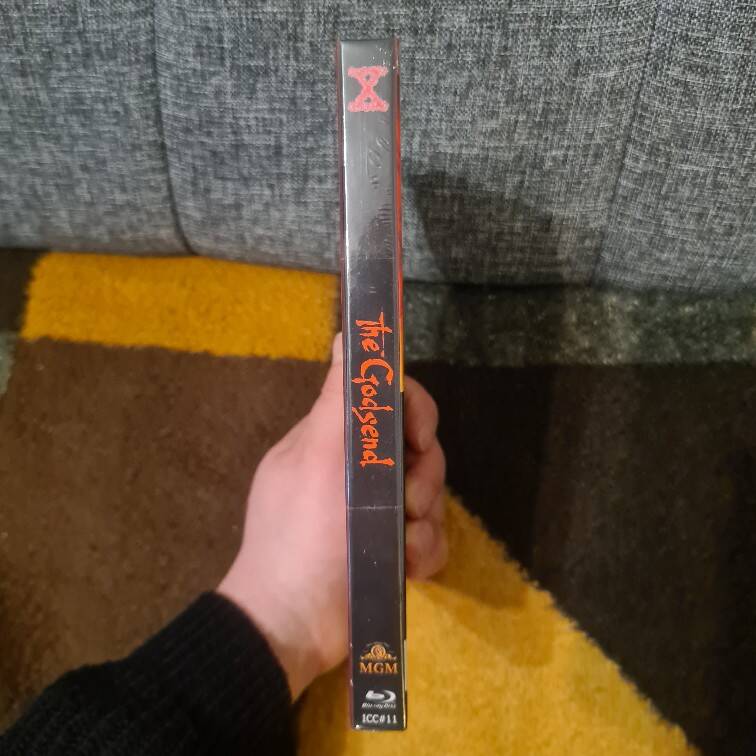 The Godsend
MGM
Blu-ray Disc
ICC#11